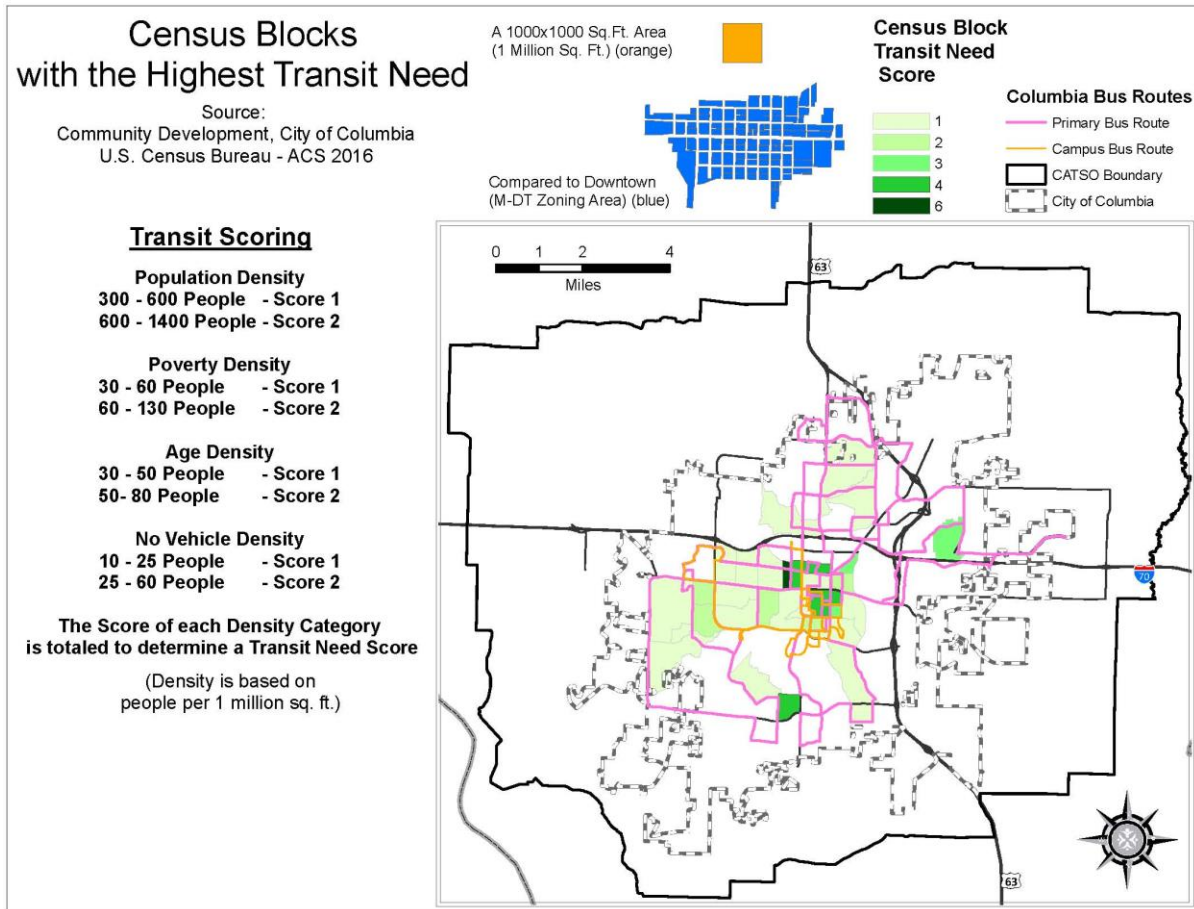 Census Blocks
with the Highest Transit Need
Source:
Community Development, City of Columbia
U.S. Census Bureau - ACS 2016
A 1000x1000 Sq.Ft. Area
(1 Million Sq. Ft.) (orange)
Compared to Downtown
(M-DT Zoning Area) (blue)
Census Block
Transit Need
Score
1
2
3
4
6
Columbia Bus Routes
Primary Bus Route
Campus Bus Route
CATSO Boundary
City of Columbia
Transit Scoring
Population Density
300 - 600 People - Score 1
600 - 1400 People - Score 2
Poverty Density
30 - 60 People - Score 1
60 - 130 People - Score 2
Age Density
30 - 50 People - Score 1
50- 80 People - Score 2
No Vehicle Density
10 - 25 People - Score 1
25 - 60 People - Score 2
The Score of each Density Category
is totaled to determine a Transit Need Score
(Density is based on
people per 1 million sq. ft.)
0 1 2 4
Miles
63
70
63